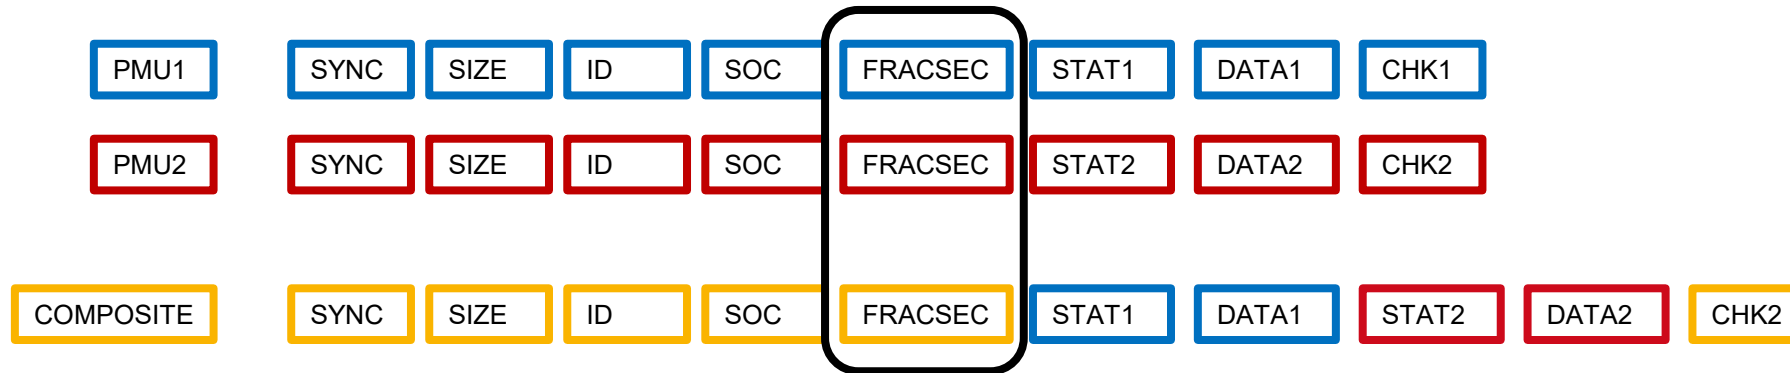 PMU1 SYNC SIZE ID SOC FRACSEC STAT1 DATA1 CHK1
PMU2 SYNC SIZE ID SOC FRACSEC STAT2 DATA2 CHK2
COMPOSITE SYNC SIZE ID SOC FRACSEC STAT1 DATA1 STAT2 DATA2 CHK2